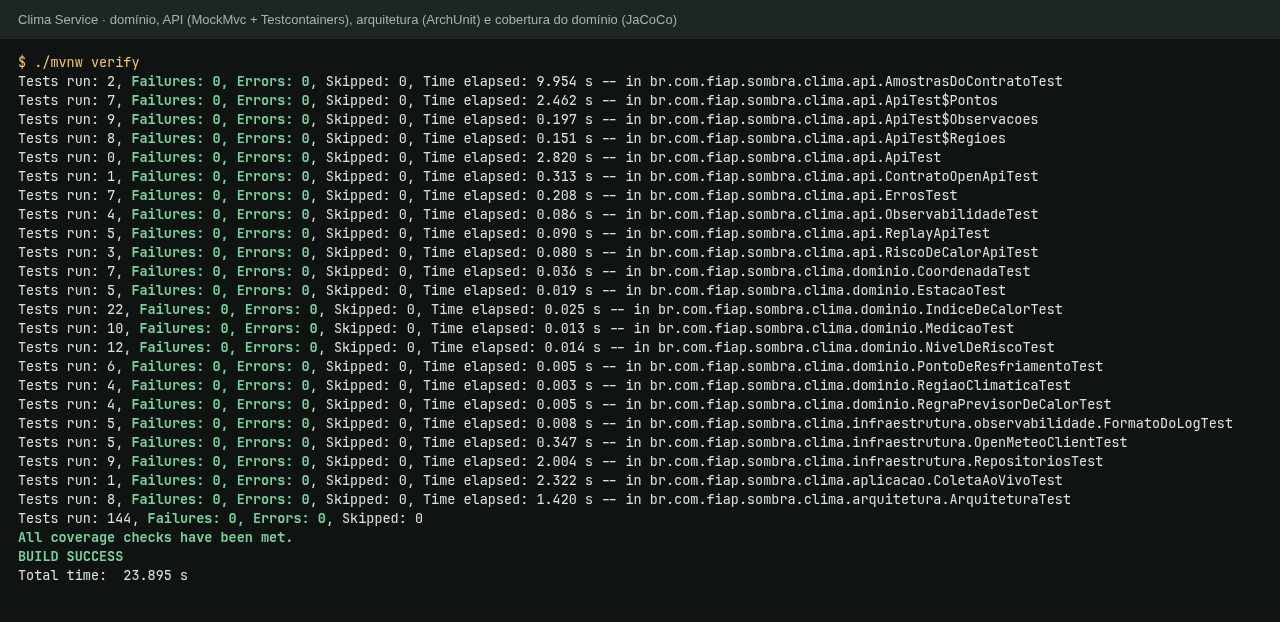 Clima Service · domínio, API (MockMvc + Testcontainers), arquitetura (ArchUnit) e cobertura do domínio (JaCoCo)
$ ./mvnw verify
Tests run: 2, Failures: 0, Errors: 0, Skipped: 0, Time elapsed: 9.954 s -- in br.com.fiap.sombra.clima.api.AmostrasDoContratoTest
Tests run: 7, Failures: 0, Errors: 0, Skipped: 0, Time elapsed: 2.462 s -- in br.com.fiap.sombra.clima.api.ApiTest$Pontos
Tests run: 9, Failures: 0, Errors: 0, Skipped: 0, Time elapsed: 0.197 s -- in br.com.fiap.sombra.clima.api.ApiTest$Observacoes
Tests run: 8, Failures: 0, Errors: 0, Skipped: 0, Time elapsed: 0.151 s -- in br.com.fiap.sombra.clima.api.ApiTest$Regioes
Tests run: 0, Failures: 0, Errors: 0, Skipped: 0, Time elapsed: 2.820 s -- in br.com.fiap.sombra.clima.api.ApiTest
Tests run: 1, Failures: 0, Errors: 0, Skipped: 0, Time elapsed: 0.313 s -- in br.com.fiap.sombra.clima.api.ContratoOpenApiTest
Tests run: 7, Failures: 0, Errors: 0, Skipped: 0, Time elapsed: 0.208 s -- in br.com.fiap.sombra.clima.api.ErrosTest
Tests run: 4, Failures: 0, Errors: 0, Skipped: 0, Time elapsed: 0.086 s -- in br.com.fiap.sombra.clima.api.ObservabilidadeTest
Tests run: 5, Failures: 0, Errors: 0, Skipped: 0, Time elapsed: 0.090 s -- in br.com.fiap.sombra.clima.api.ReplayApiTest
Tests run: 3, Failures: 0, Errors: 0, Skipped: 0, Time elapsed: 0.080 s -- in br.com.fiap.sombra.clima.api.RiscoDeCalorApiTest
Tests run: 7, Failures: 0, Errors: 0, Skipped: 0, Time elapsed: 0.036 s -- in br.com.fiap.sombra.clima.dominio.CoordenadaTest
Tests run: 5, Failures: 0, Errors: 0, Skipped: 0, Time elapsed: 0.019 s -- in br.com.fiap.sombra.clima.dominio.EstacaoTest
Tests run: 22, Failures: 0, Errors: 0, Skipped: 0, Time elapsed: 0.025 s -- in br.com.fiap.sombra.clima.dominio.IndiceDeCalorTest
Tests run: 10, Failures: 0, Errors: 0, Skipped: 0, Time elapsed: 0.013 s -- in br.com.fiap.sombra.clima.dominio.MedicaoTest
Tests run: 12, Failures: 0, Errors: 0, Skipped: 0, Time elapsed: 0.014 s -- in br.com.fiap.sombra.clima.dominio.NivelDeRiscoTest
Tests run: 6, Failures: 0, Errors: 0, Skipped: 0, Time elapsed: 0.005 s -- in br.com.fiap.sombra.clima.dominio.PontoDeResfriamentoTest
Tests run: 4, Failures: 0, Errors: 0, Skipped: 0, Time elapsed: 0.003 s -- in br.com.fiap.sombra.clima.dominio.RegiaoClimaticaTest
Tests run: 4, Failures: 0, Errors: 0, Skipped: 0, Time elapsed: 0.005 s -- in br.com.fiap.sombra.clima.dominio.RegraPrevisorDeCalorTest
Tests run: 5, Failures: 0, Errors: 0, Skipped: 0, Time elapsed: 0.008 s -- in br.com.fiap.sombra.clima.infraestrutura.observabilidade.FormatoDoLogTest
Tests run: 5, Failures: 0, Errors: 0, Skipped: 0, Time elapsed: 0.347 s -- in br.com.fiap.sombra.clima.infraestrutura.OpenMeteoClientTest
Tests run: 9, Failures: 0, Errors: 0, Skipped: 0, Time elapsed: 2.004 s -- in br.com.fiap.sombra.clima.infraestrutura.RepositoriosTest
Tests run: 1, Failures: 0, Errors: 0, Skipped: 0, Time elapsed: 2.322 s -- in br.com.fiap.sombra.clima.aplicacao.ColetaAoVivoTest
Tests run: 8, Failures: 0, Errors: 0, Skipped: 0, Time elapsed: 1.420 s -- in br.com.fiap.sombra.clima.arquitetura.ArquiteturaTest
Tests run: 144, Failures: 0, Errors: 0, Skipped: 0
All coverage checks have been met.
BUILD SUCCESS
Total time:  23.895 s